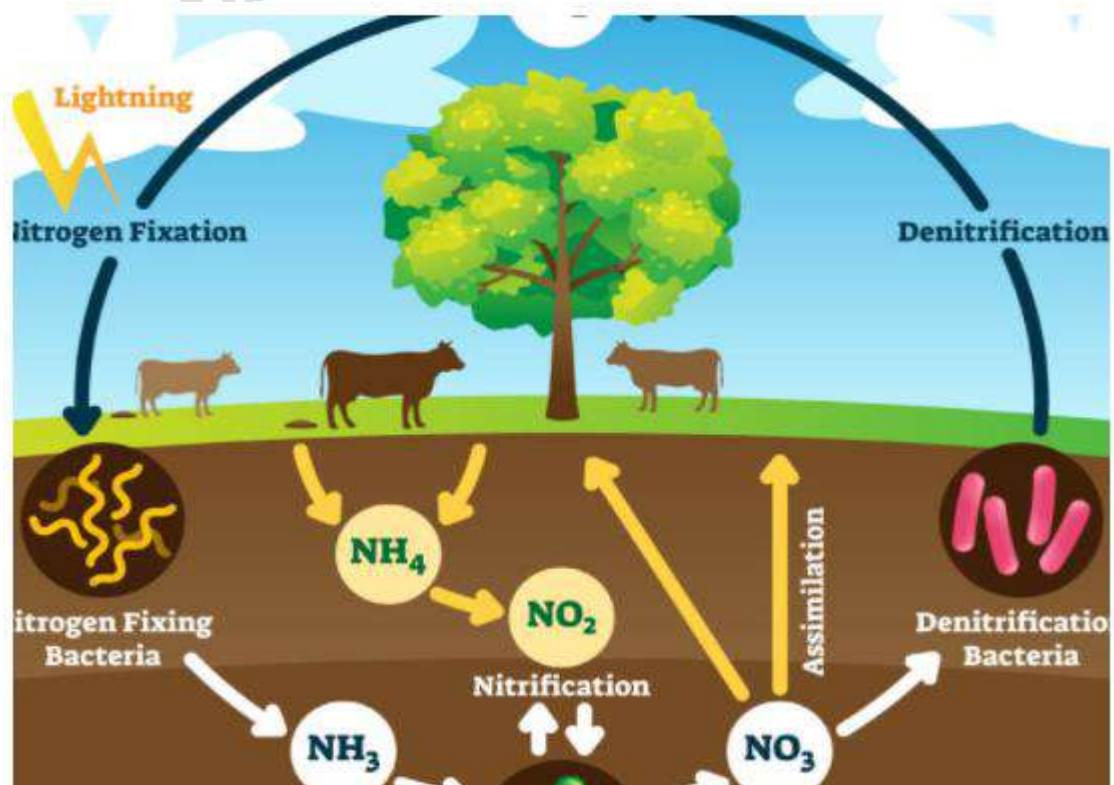 Lightning
itrogen Fixation
Denitrification
NH₄
NO₂
itrogen Fixing
Bacteria
Nitrification
Assimilation
Denitrificatio
Bacteria
NH₃
NO₃